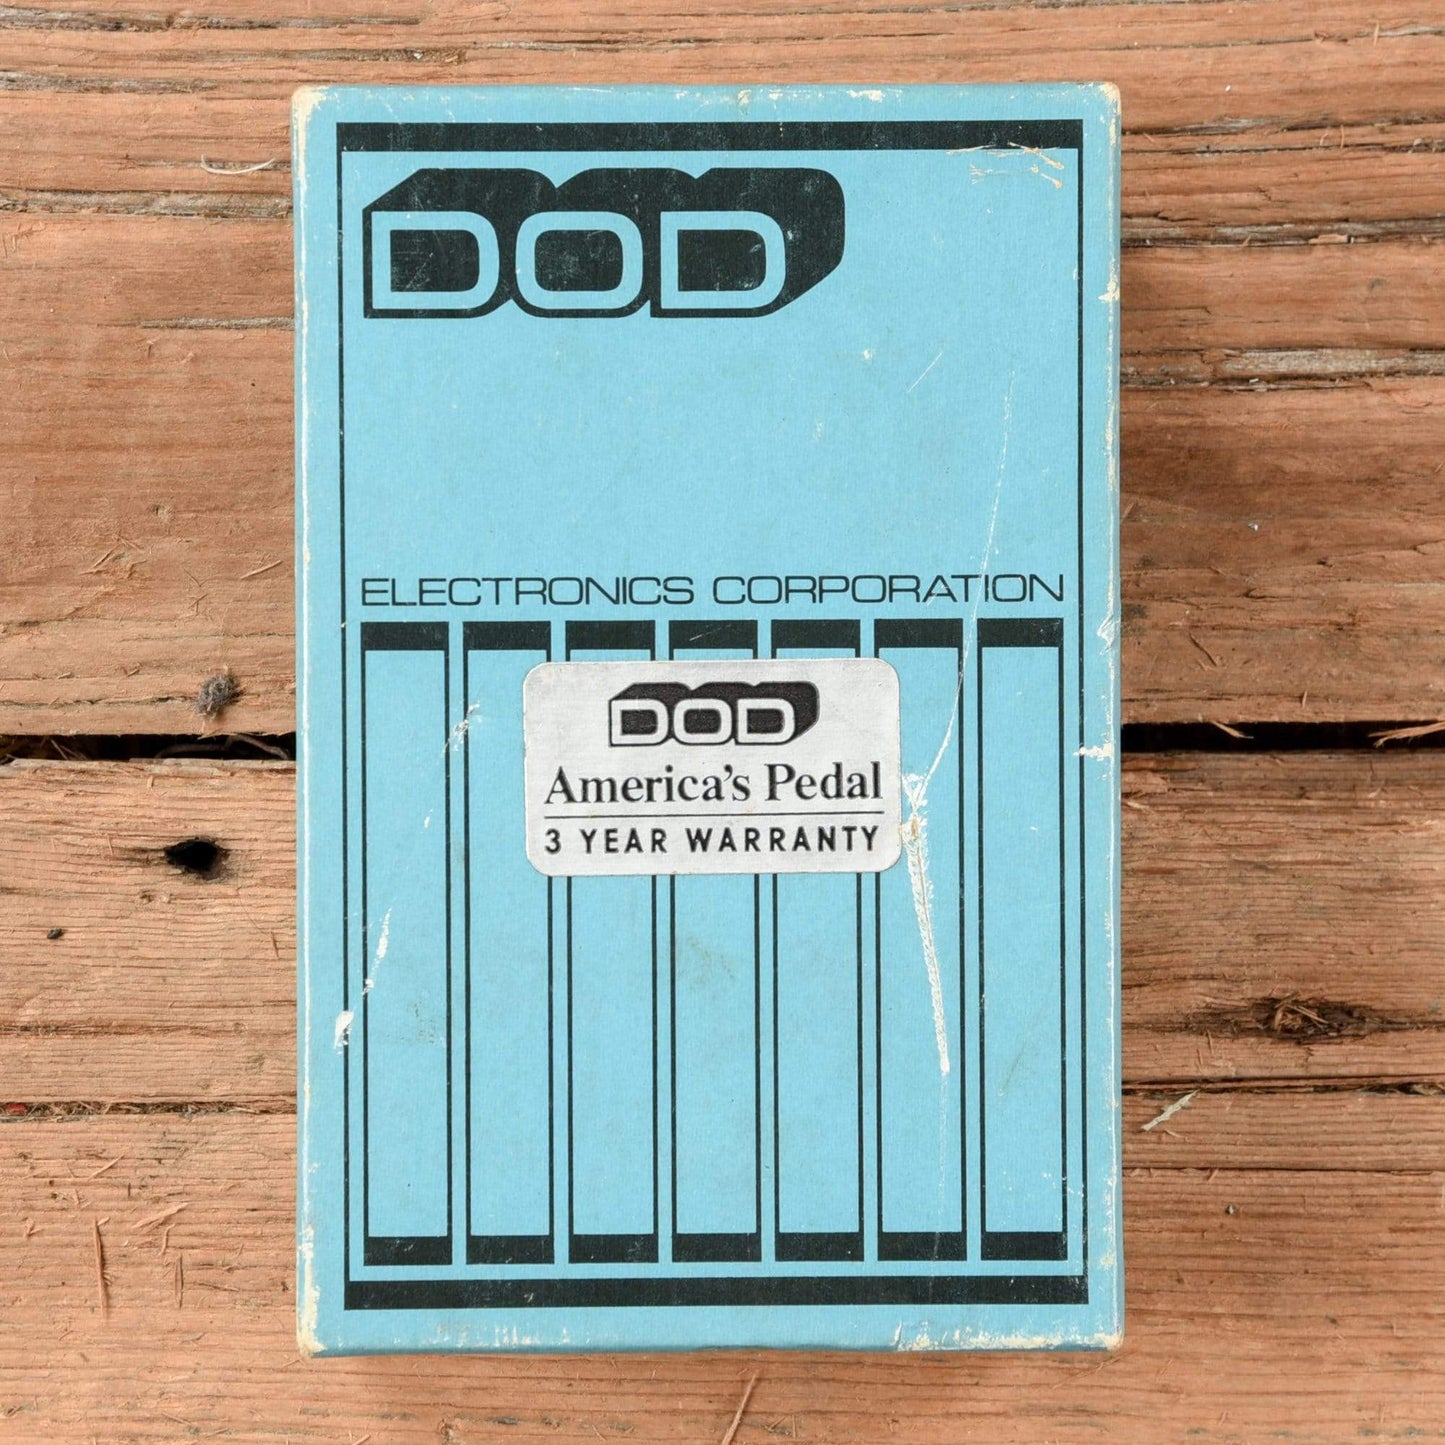 DOD
ELECTRONICS CORPORATION
DOD
America's Pedal
3 YEAR WARRANTY